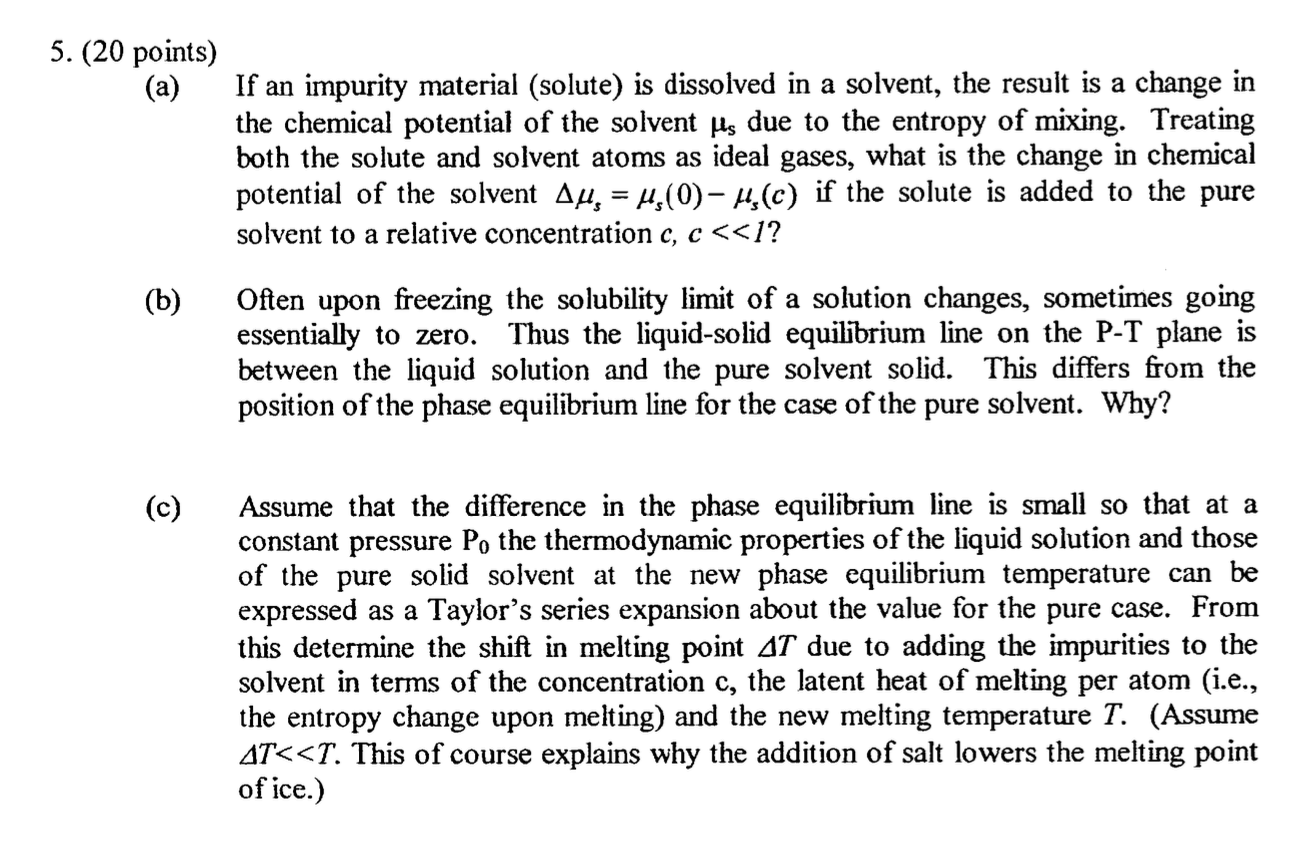 5. (20 points)
(a) If an impurity material (solute) is dissolved in a solvent, the result is a change in
the chemical potential of the solvent μₛ due to the entropy of mixing. Treating
both the solute and solvent atoms as ideal gases, what is the change in chemical
potential of the solvent Δμₛ = μₛ(0) − μₛ(c) if the solute is added to the pure
solvent to a relative concentration c, c <<1?
(b) Often upon freezing the solubility limit of a solution changes, sometimes going
essentially to zero. Thus the liquid-solid equilibrium line on the P-T plane is
between the liquid solution and the pure solvent solid. This differs from the
position of the phase equilibrium line for the case of the pure solvent. Why?
(c) Assume that the difference in the phase equilibrium line is small so that at a
constant pressure P₀ the thermodynamic properties of the liquid solution and those
of the pure solid solvent at the new phase equilibrium temperature can be
expressed as a Taylor's series expansion about the value for the pure case. From
this determine the shift in melting point ΔT due to adding the impurities to the
solvent in terms of the concentration c, the latent heat of melting per atom (i.e.,
the entropy change upon melting) and the new melting temperature T. (Assume
ΔT<<T. This of course explains why the addition of salt lowers the melting point
of ice.)